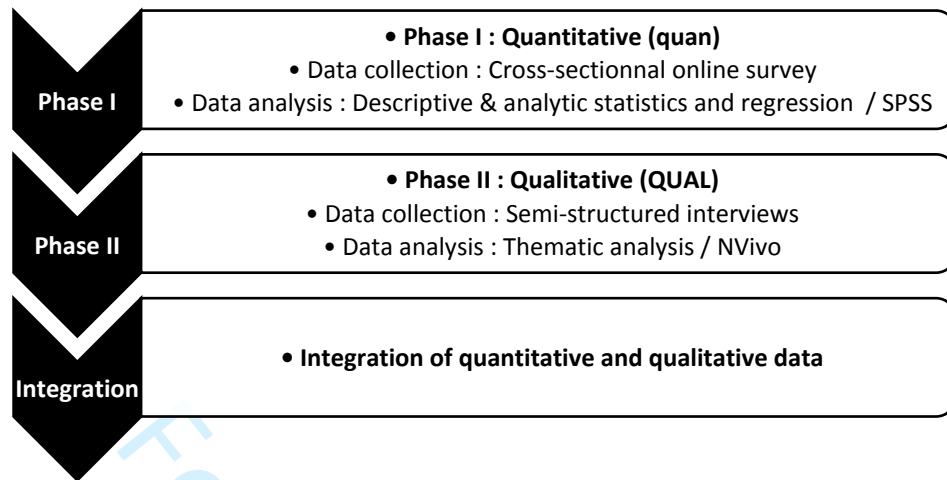 Phase I
• Phase I : Quantitative (quan)
• Data collection : Cross-sectionnal online survey
• Data analysis : Descriptive & analytic statistics and regression / SPSS
Phase II
• Phase II : Qualitative (QUAL)
• Data collection : Semi-structured interviews
• Data analysis : Thematic analysis / NVivo
Integration
• Integration of quantitative and qualitative data